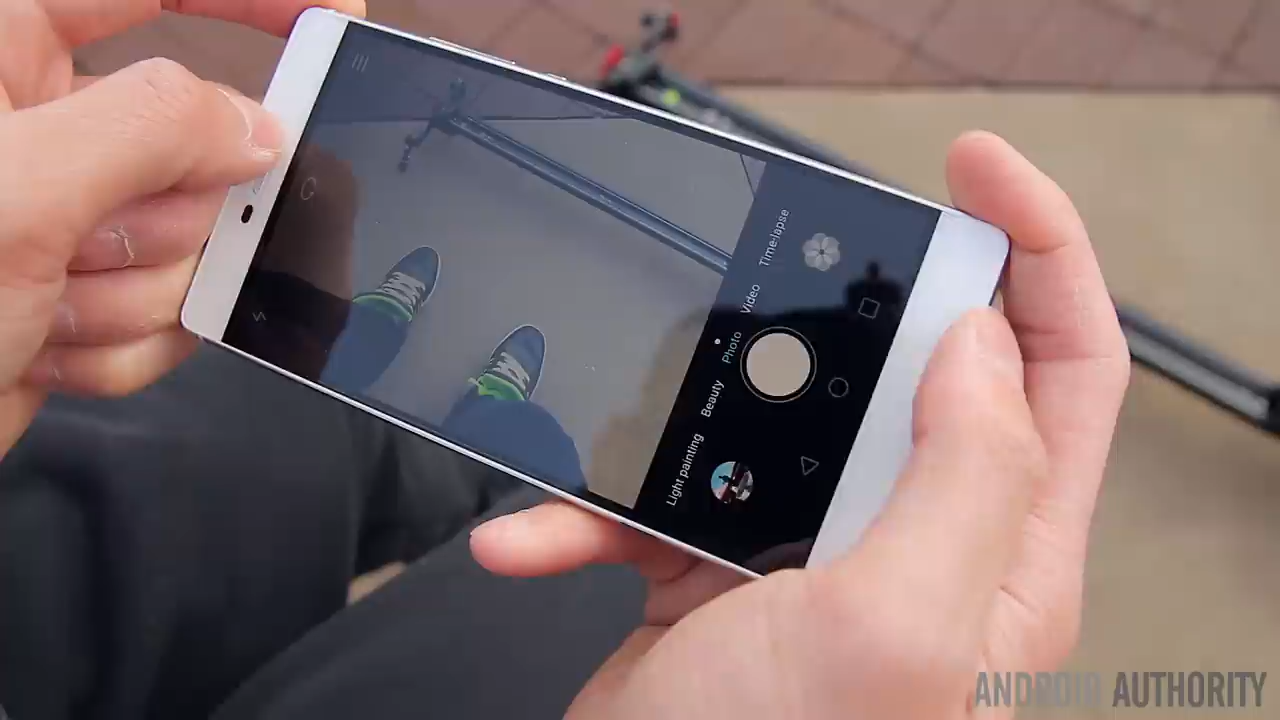 Time-lapse
Video
Photo
Beauty
Light painting
ANDROID AUTHORITY